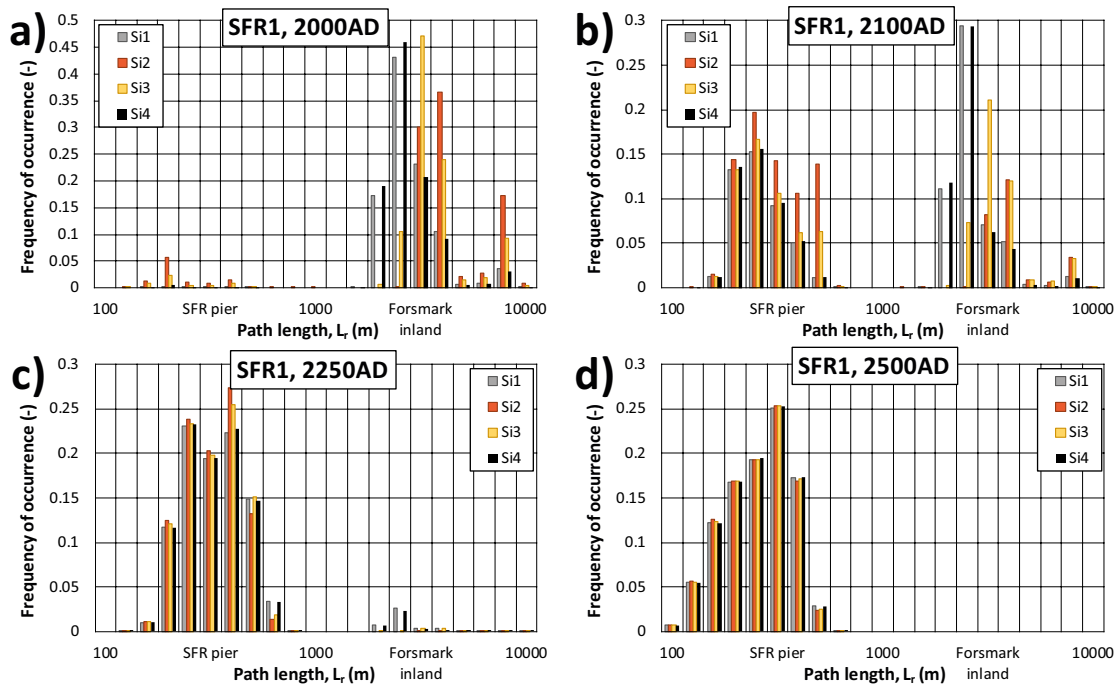 a)
SFR1, 2000AD
Frequency of occurrence (-)
0.5
0.45
0.4
0.35
0.3
0.25
0.2
0.15
0.1
0.05
0
Si1
Si2
Si3
Si4
100 SFR pier 1000 Forsmark 10000
Path length, Lr (m) inland
b)
SFR1, 2100AD
Frequency of occurrence (-)
0.3
0.25
0.2
0.15
0.1
0.05
0
Si1
Si2
Si3
Si4
100 SFR pier 1000 Forsmark 10000
Path length, Lr (m) inland
c)
SFR1, 2250AD
Frequency of occurrence (-)
0.3
0.25
0.2
0.15
0.1
0.05
0
Si1
Si2
Si3
Si4
100 SFR pier 1000 Forsmark 10000
Path length, Lr (m) inland
d)
SFR1, 2500AD
Frequency of occurrence (-)
0.3
0.25
0.2
0.15
0.1
0.05
0
Si1
Si2
Si3
Si4
100 SFR pier 1000 Forsmark 10000
Path length, Lr (m) inland